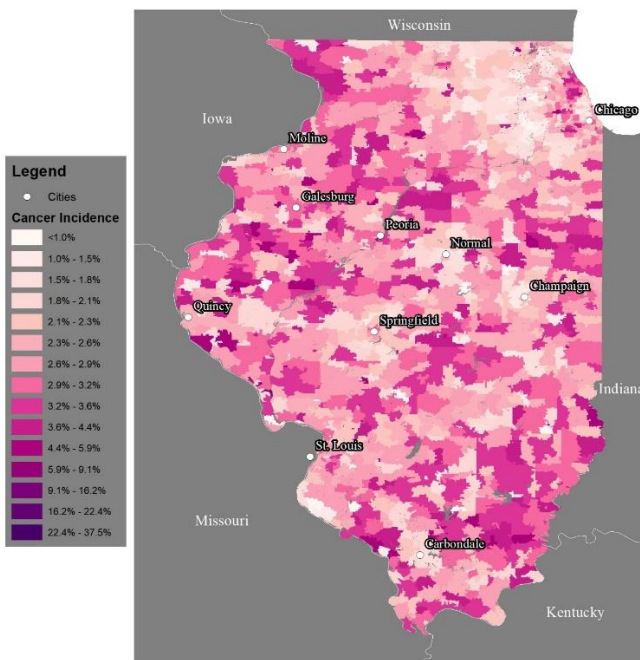 Wisconsin
Chicago
Iowa
Moline
Legend
Cities
Galesburg
Cancer Incidence
Peoria
<1.0%
Normal
1.0% - 1.5%
1.5% - 1.8%
Champaign
1.8% - 2.1%
Quincy
2.1% - 2.3%
Springfield
2.3% - 2.6%
2.6% - 2.9%
2.9% - 3.2%
Indiana
3.2% - 3.6%
3.6% - 4.4%
4.4% - 5.9%
St. Louis
5.9% - 9.1%
9.1% - 16.2%
16.2% - 22.4%
Missouri
22.4% - 37.5%
Carbondale
Kentucky